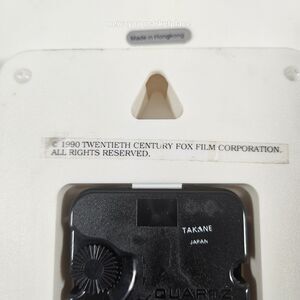 Made in Hongkong
© 1990 TWENTIETH CENTURY FOX FILM CORPORATION.
ALL RIGHTS RESERVED.
TAKANE
JAPAN
QUARTZ